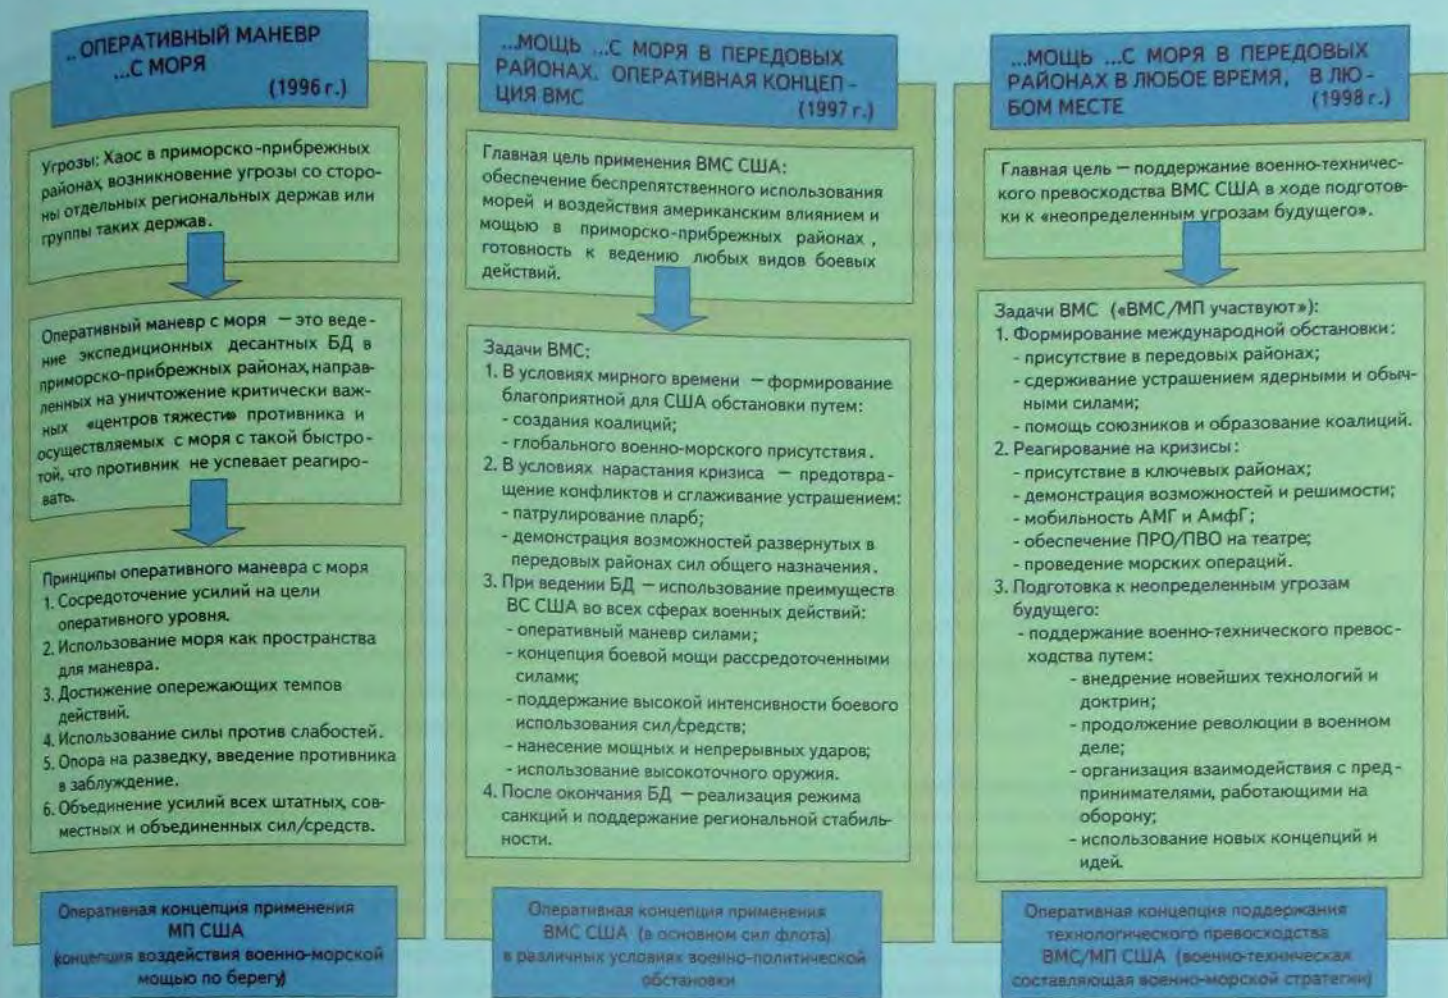 .. ОПЕРАТИВНЫЙ МАНЕВР
...С МОРЯ
(1996 г.)
Угрозы: Хаос в приморско-прибрежных
районах, возникновение угрозы со сторо-
ны отдельных региональных держав или
группы таких держав.
Оперативный маневр с моря — это веде-
ние экспедиционных десантных БД в
приморско-прибрежных районах, направ-
ленных на уничтожение критически важ-
ных «центров тяжести» противника и
осуществляемых с моря с такой быстро-
той, что противник не успевает реагиро-
вать.
Принципы оперативного маневра с моря
1. Сосредоточение усилий на цели
оперативного уровня.
2. Использование моря как пространства
для маневра.
3. Достижение опережающих темпов
действий.
4. Использование силы против слабостей.
5. Опора на разведку, введение противника
в заблуждение.
6. Объединение усилий всех штатных, сов-
местных и объединенных сил/средств.
Оперативная концепция применения
МП США
(концепция воздействия военно-морской
мощью по берегу)
...МОЩЬ ...С МОРЯ В ПЕРЕДОВЫХ
РАЙОНАХ. ОПЕРАТИВНАЯ КОНЦЕП -
ЦИЯ ВМС
(1997 г.)
Главная цель применения ВМС США:
обеспечение беспрепятственного использования
морей и воздействия американским влиянием и
мощью в приморско-прибрежных районах ,
готовность к ведению любых видов боевых
действий.
Задачи ВМС:
1. В условиях мирного времени — формирование
благоприятной для США обстановки путем:
- создания коалиций;
- глобального военно-морского присутствия.
2. В условиях нарастания кризиса — предотвра-
щение конфликтов и сглаживание устрашением:
- патрулирование пларб;
- демонстрация возможностей развернутых в
передовых районах сил общего назначения.
3. При ведении БД — использование преимуществ
ВС США во всех сферах военных действий:
- оперативный маневр силами;
- концепция боевой мощи рассредоточенными
силами;
- поддержание высокой интенсивности боевого
использования сил/средств;
- нанесение мощных и непрерывных ударов;
- использование высокоточного оружия.
4. После окончания БД — реализация режима
санкций и поддержание региональной стабиль-
ности.
Оперативная концепция применения
ВМС США (в основном сил флота)
в различных условиях военно-политической
обстановки
...МОЩЬ ...С МОРЯ В ПЕРЕДОВЫХ
РАЙОНАХ В ЛЮБОЕ ВРЕМЯ, В ЛЮ -
БОМ МЕСТЕ
(1998 г.)
Главная цель — поддержание военно-техничес-
кого превосходства ВМС США в ходе подготов-
ки к «неопределенным угрозам будущего».
Задачи ВМС («ВМС/МП участвуют»):
1. Формирование международной обстановки:
- присутствие в передовых районах;
- сдерживание устрашением ядерными и обыч-
ными силами;
- помощь союзников и образование коалиций.
2. Реагирование на кризисы:
- присутствие в ключевых районах;
- демонстрация возможностей и решимости;
- мобильность АМГ и АмфГ;
- обеспечение ПРО/ПВО на театре;
- проведение морских операций.
3. Подготовка к неопределенным угрозам
будущего:
- поддержание военно-технического превос-
ходства путем:
- внедрение новейших технологий и
доктрин;
- продолжение революции в военном
деле;
- организация взаимодействия с пред-
принимателями, работающими на
оборону;
- использование новых концепций и
идей.
Оперативная концепция поддержания
технологического превосходства
ВМС/МП США (военно-техническая
составляющая военно-морской стратегии)